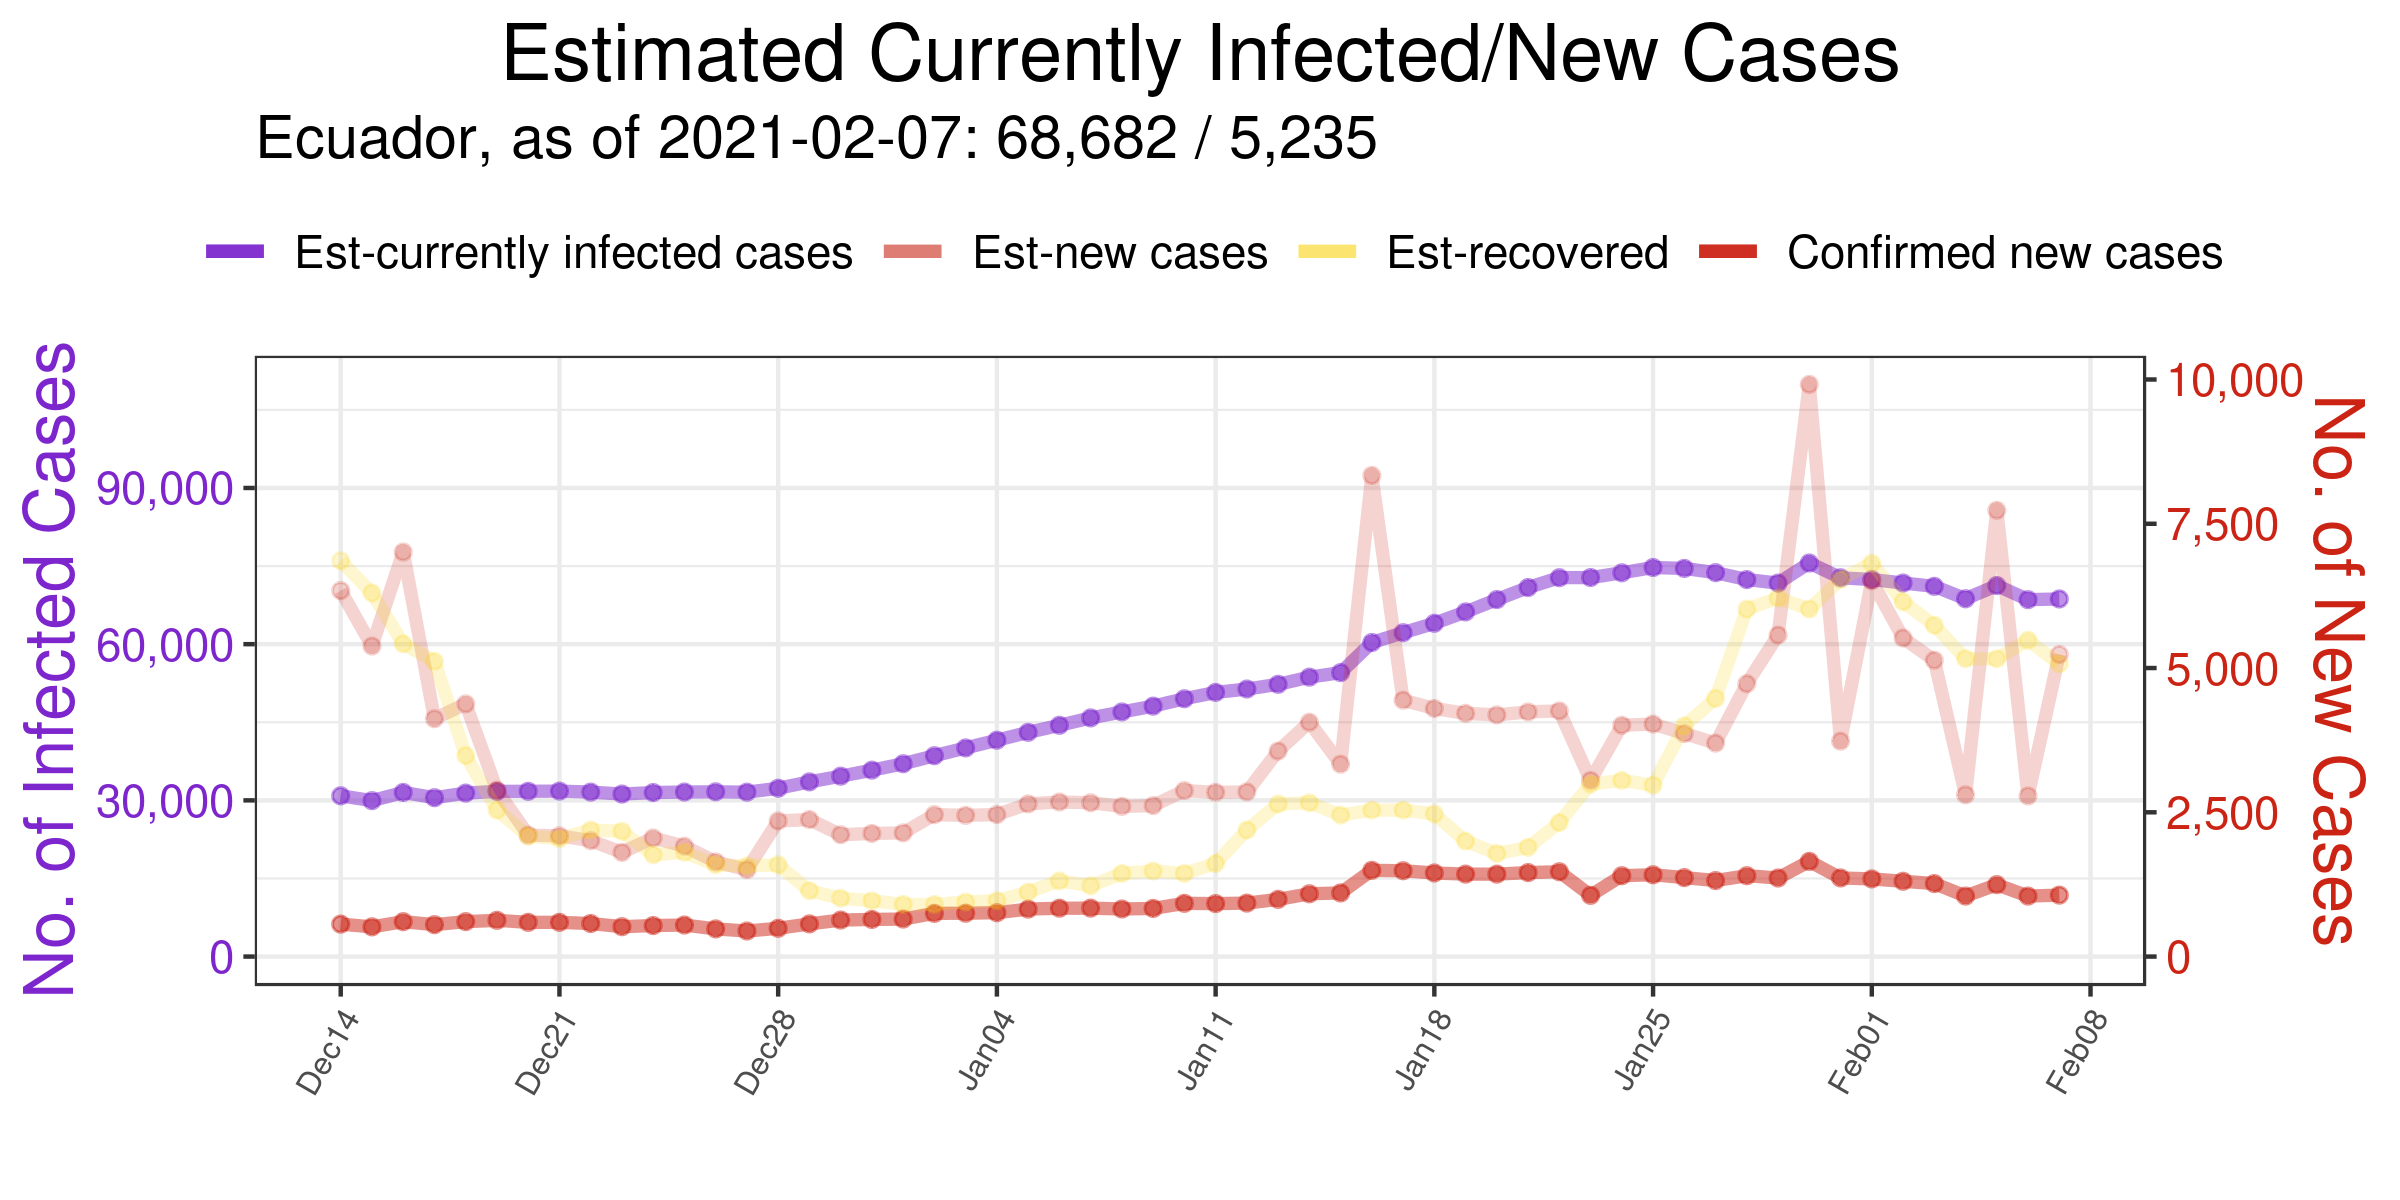 Estimated Currently Infected/New Cases
Ecuador, as of 2021-02-07: 68,682 / 5,235
Est-currently infected cases Est-new cases Est-recovered Confirmed new cases
No. of Infected Cases
90,000
60,000
30,000
0
10,000
7,500
5,000
2,500
0
No. of New Cases
Dec14 Dec21 Dec28 Jan04 Jan11 Jan18 Jan25 Feb01 Feb08